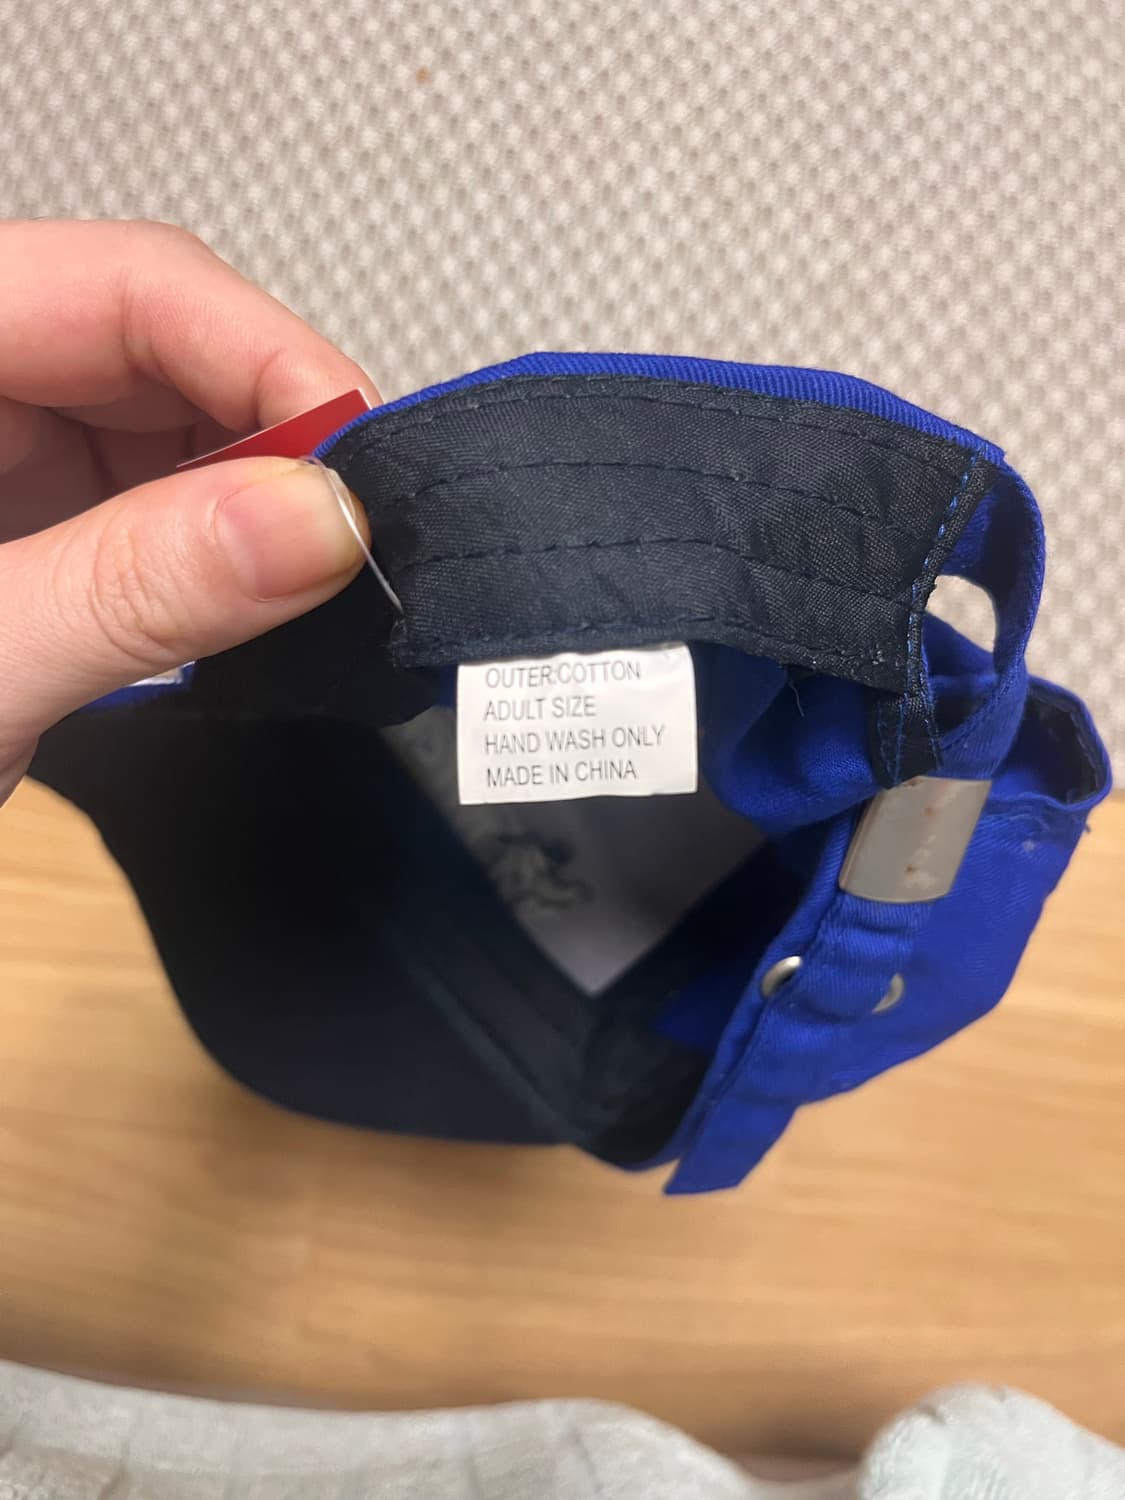 OUTER:COTTON
ADULT SIZE
HAND WASH ONLY
MADE IN CHINA